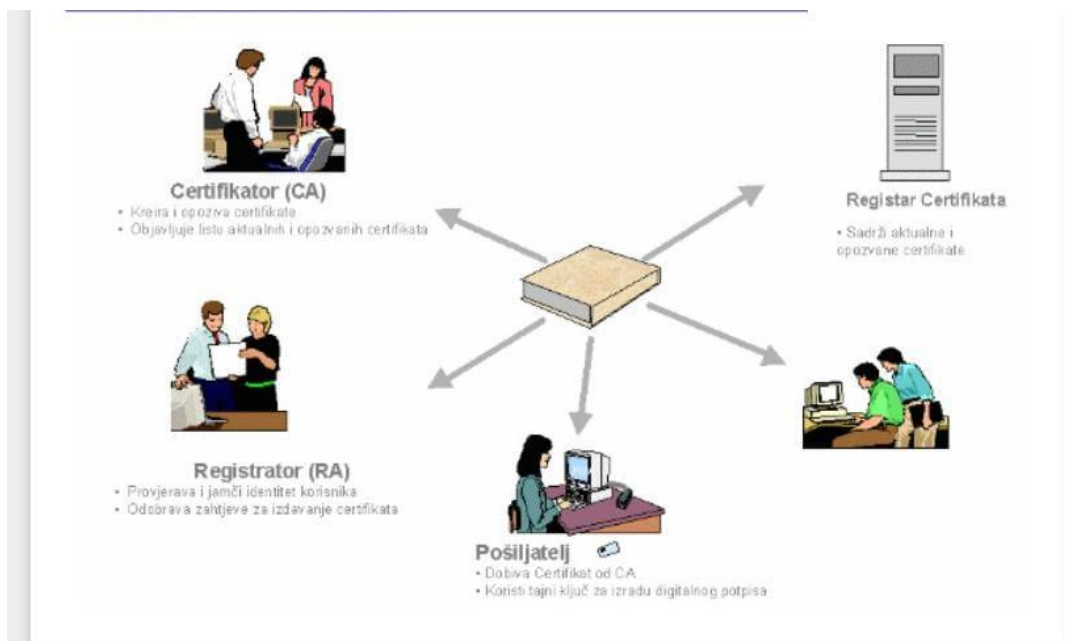 Certifikator (CA)
• Kreira i opoziva certifikate
• Objavljuje listu aktualnih i opozvanih certifikata
Registar Certifikata
• Sadrži aktualne i
opozvane certifikate
Registrator (RA)
• Provjerava i jamči identitet korisnika
• Odobrava zahtjeve za izdavanje certifikata
Pošiljatelj
• Dobiva Certifikat od CA
• Koristi tajni ključ za izradu digitalnog potpisa